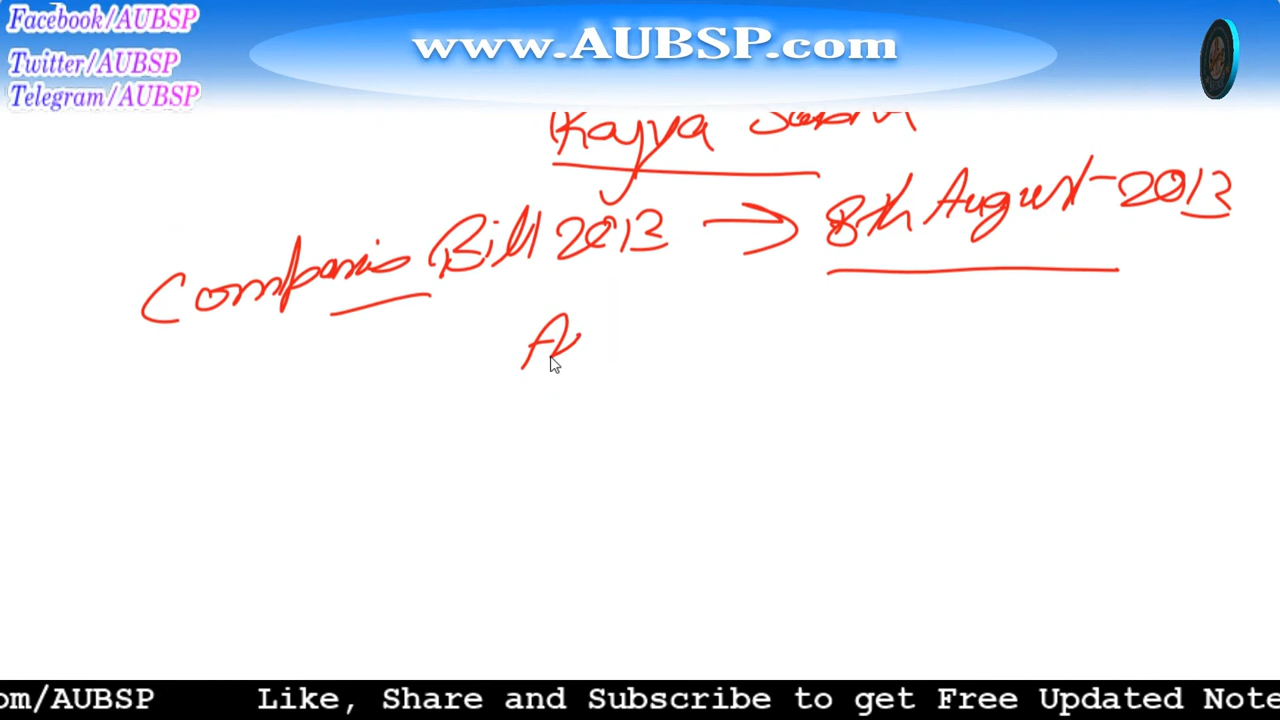 Facebook/AUBSP
www.AUBSP.com
Twitter/AUBSP
Telegram/AUBSP
Rajya
Companies Bill 2013 → 8th August-2013
om/AUBSP Like, Share and Subscribe to get Free Updated Note